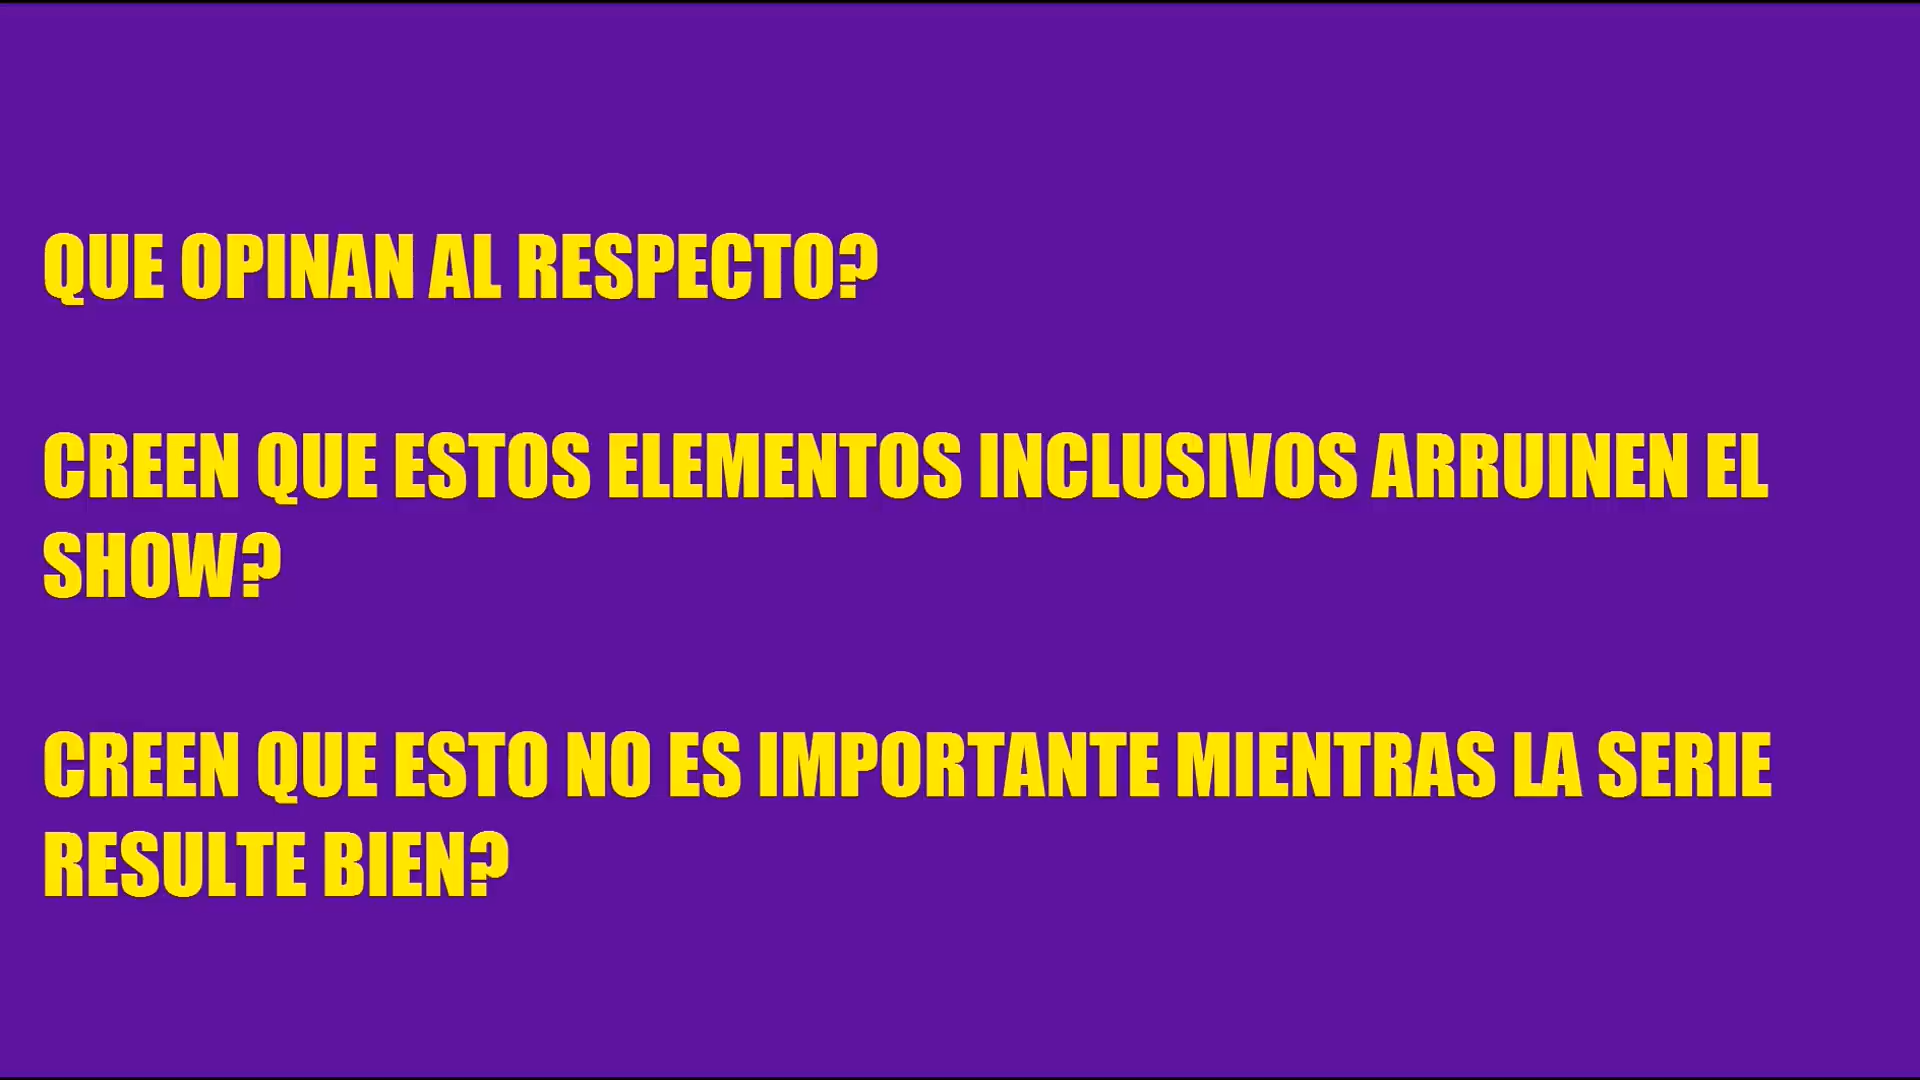 QUE OPINAN AL RESPECTO?
CREEN QUE ESTOS ELEMENTOS INCLUSIVOS ARRUINEN EL
SHOW?
CREEN QUE ESTO NO ES IMPORTANTE MIENTRAS LA SERIE
RESULTE BIEN?